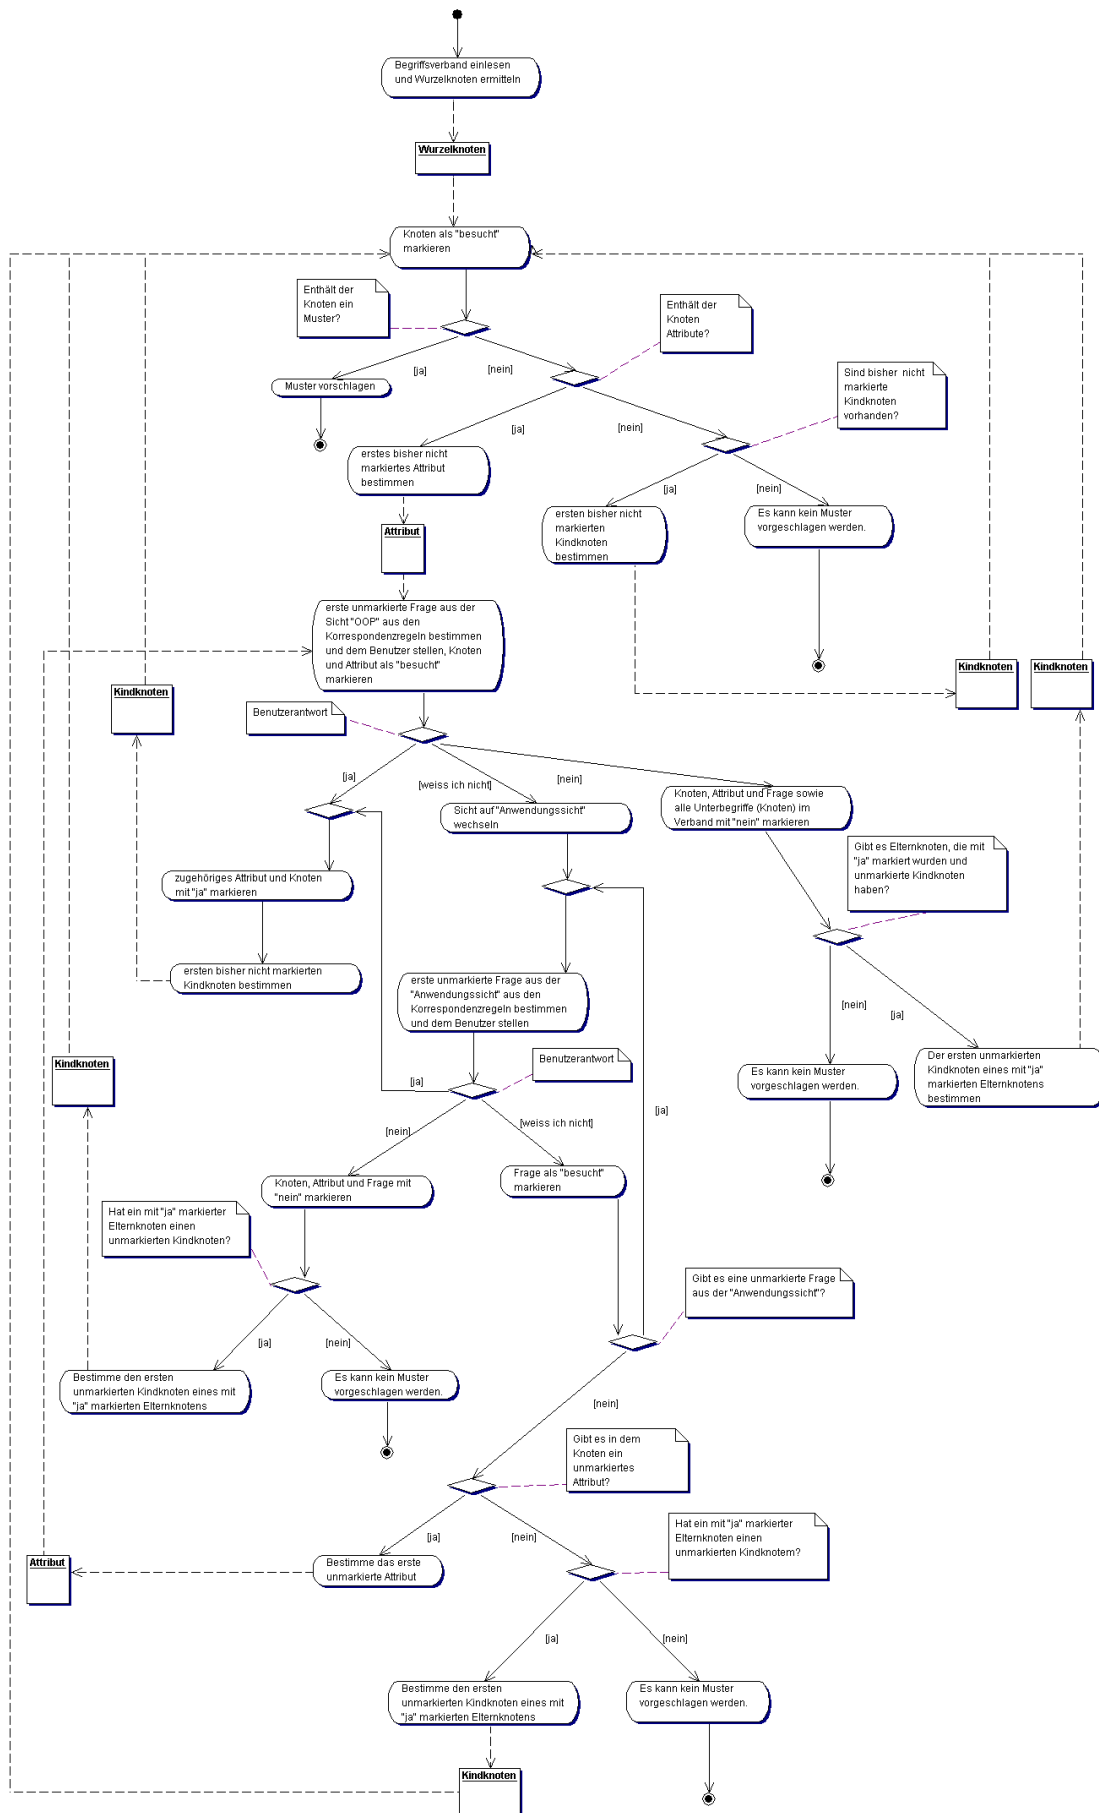 Begriffsverband einlesen
und Wurzelknoten ermitteln
Wurzelknoten
Knoten als "besucht"
markieren
Enthält der
Knoten ein
Muster?
Enthält der
Knoten
Attribute?
Sind bisher nicht
markierte
Kindknoten
vorhanden?
[ja]
[nein]
Muster vorschlagen
[ja]
[nein]
erstes bisher nicht
markiertes Attribut
bestimmen
[ja]
[nein]
ersten bisher nicht
markierten
Kindknoten
bestimmen
Es kann kein Muster
vorgeschlagen werden.
Attribut
erste unmarkierte Frage aus der
Sicht "OOP" aus den
Korrespondenzregeln bestimmen
und dem Benutzer stellen, Knoten
und Attribut als "besucht"
markieren
Kindknoten
Kindknoten
Kindknoten
Benutzerantwort
[ja]
[weiss ich nicht]
[nein]
Sicht auf "Anwendungssicht"
wechseln
Knoten, Attribut und Frage sowie
alle Unterbegriffe (Knoten) im
Verband mit "nein" markieren
Gibt es Elternknoten, die mit
"ja" markiert wurden und
unmarkierte Kindknoten
haben?
zugehöriges Attribut und Knoten
mit "ja" markieren
ersten bisher nicht markierten
Kindknoten bestimmen
erste unmarkierte Frage aus der
"Anwendungssicht" aus den
Korrespondenzregeln bestimmen
und dem Benutzer stellen
[nein]
[ja]
Kindknoten
Benutzerantwort
Es kann kein Muster
vorgeschlagen werden.
Der ersten unmarkierten
Kindknoten eines mit "ja"
markierten Elternknotens
bestimmen
[ja]
[ja]
[nein]
[weiss ich nicht]
Knoten, Attribut und Frage mit
"nein" markieren
Frage als "besucht"
markieren
Hat ein mit "ja" markierter
Elternknoten einen
unmarkierten Kindknoten?
Gibt es eine unmarkierte Frage
aus der "Anwendungssicht"?
[ja]
[nein]
Bestimme den ersten
unmarkierten Kindknoten eines mit
"ja" markierten Elternknotens
Es kann kein Muster
vorgeschlagen werden.
[nein]
Gibt es in dem
Knoten ein
unmarkiertes
Attribut?
Hat ein mit "ja" markierter
Elternknoten einen
unmarkierten Kindknotem?
[ja]
[nein]
Attribut
Bestimme das erste
unmarkierte Attribut
[ja]
[nein]
Bestimme den ersten
unmarkierten Kindknoten eines mit
"ja" markierten Elternknotens
Es kann kein Muster
vorgeschlagen werden.
Kindknoten